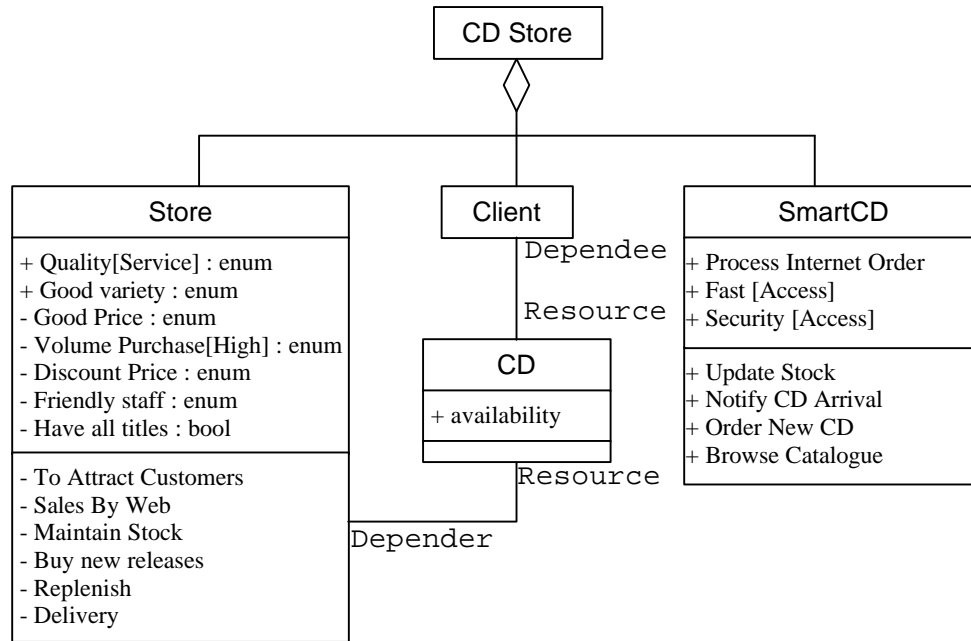 CD Store
Store
+ Quality[Service] : enum
+ Good variety : enum
- Good Price : enum
- Volume Purchase[High] : enum
- Discount Price : enum
- Friendly staff : enum
- Have all titles : bool
- To Attract Customers
- Sales By Web
- Maintain Stock
- Buy new releases
- Replenish
- Delivery
Client
Dependee
Resource
CD
+ availability
Resource
Depender
SmartCD
+ Process Internet Order
+ Fast [Access]
+ Security [Access]
+ Update Stock
+ Notify CD Arrival
+ Order New CD
+ Browse Catalogue